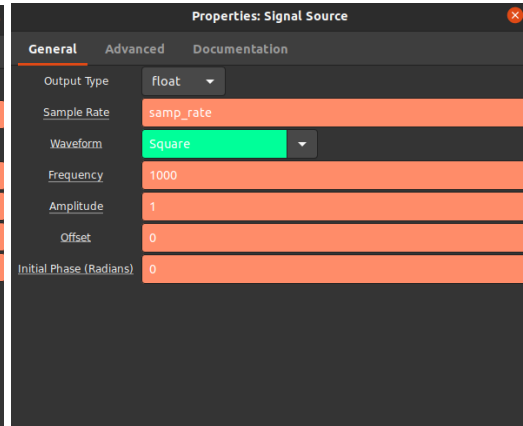 Properties: Signal Source
General Advanced Documentation
Output Type float
Sample Rate samp_rate
Waveform Square
Frequency 1000
Amplitude 1
Offset 0
Initial Phase (Radians) 0